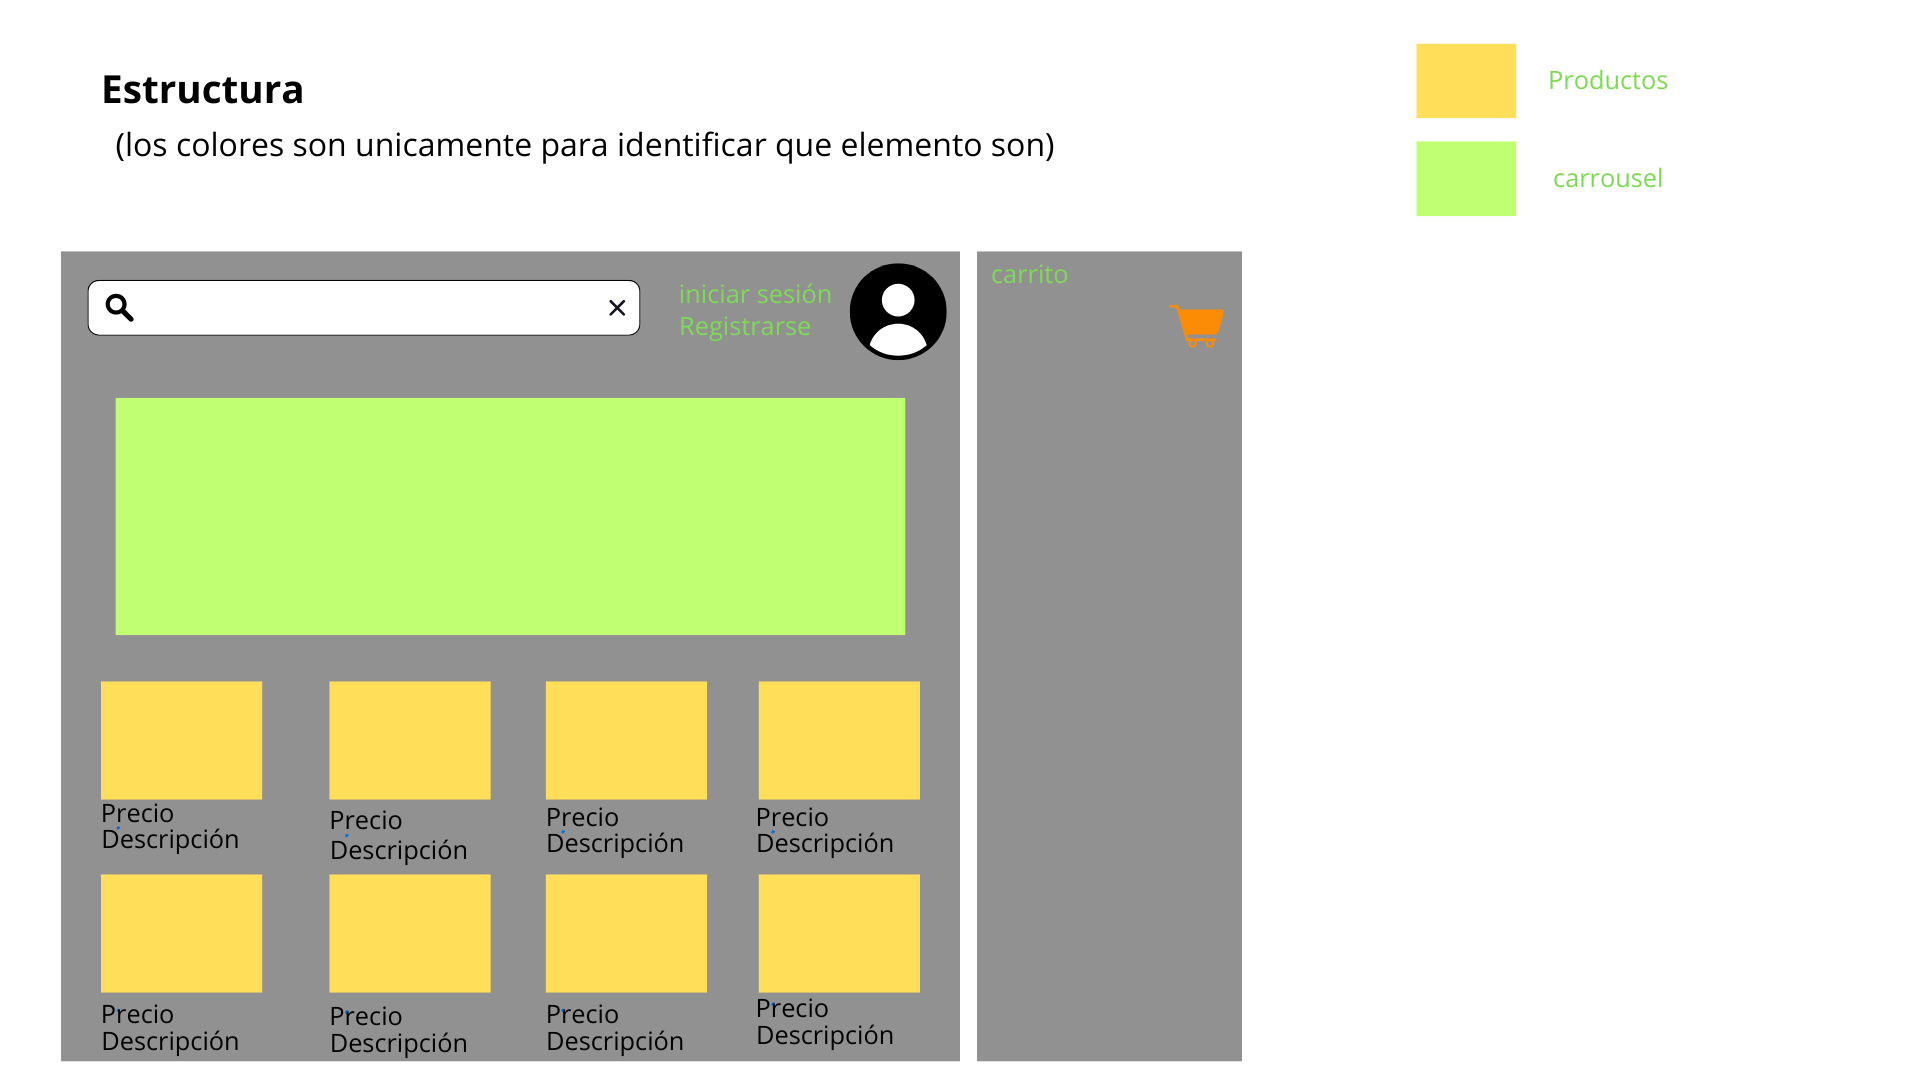 Estructura
(los colores son unicamente para identificar que elemento son)
Productos
carrousel
iniciar sesión
Registrarse
carrito
Precio
Descripción
Precio
Descripción
Precio
Descripción
Precio
Descripción
Precio
Descripción
Precio
Descripción
Precio
Descripción
Precio
Descripción